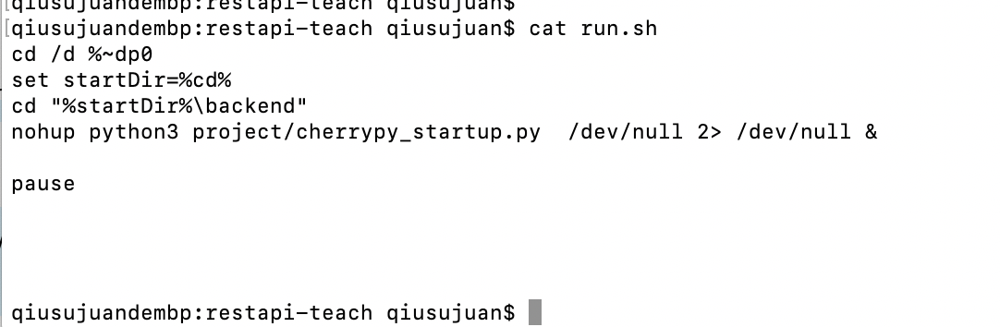 [qiusujuandembp:restapi-teach qiusujuan$
[qiusujuandembp:restapi-teach qiusujuan$ cat run.sh
cd /d %~dp0
set startDir=%cd%
cd "%startDir%\backend"
nohup python3 project/cherrypy_startup.py  /dev/null 2> /dev/null &
pause
qiusujuandembp:restapi-teach qiusujuan$